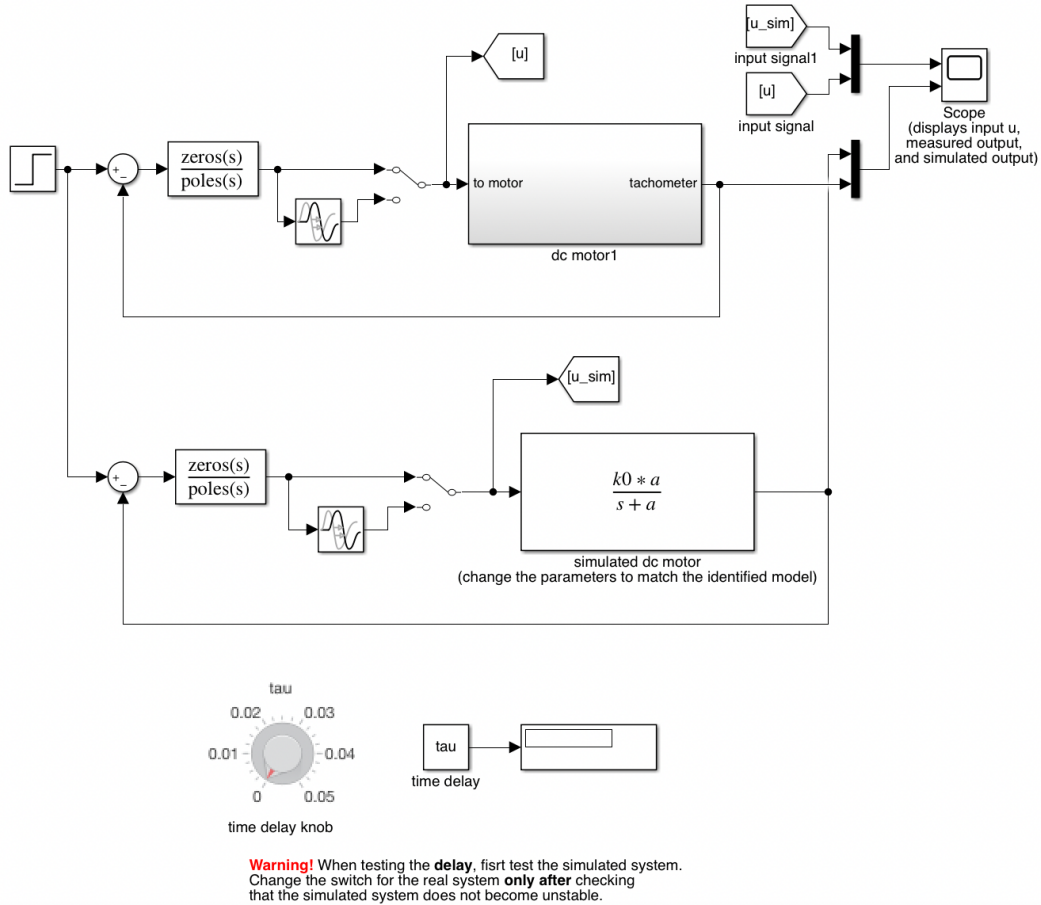 [u_sim]
input signal1
[u]
[u]
input signal
Scope
(displays input u,
measured output,
and simulated output)
zeros(s)
poles(s)
+
−
to motor
tachometer
dc motor1
[u_sim]
zeros(s)
poles(s)
+
−
k0 ∗ a
s + a
simulated dc motor
(change the parameters to match the identified model)
tau
0.02
0.03
0.01
0.04
0
0.05
time delay knob
tau
time delay
Warning! When testing the delay, fisrt test the simulated system.
Change the switch for the real system only after checking
that the simulated system does not become unstable.